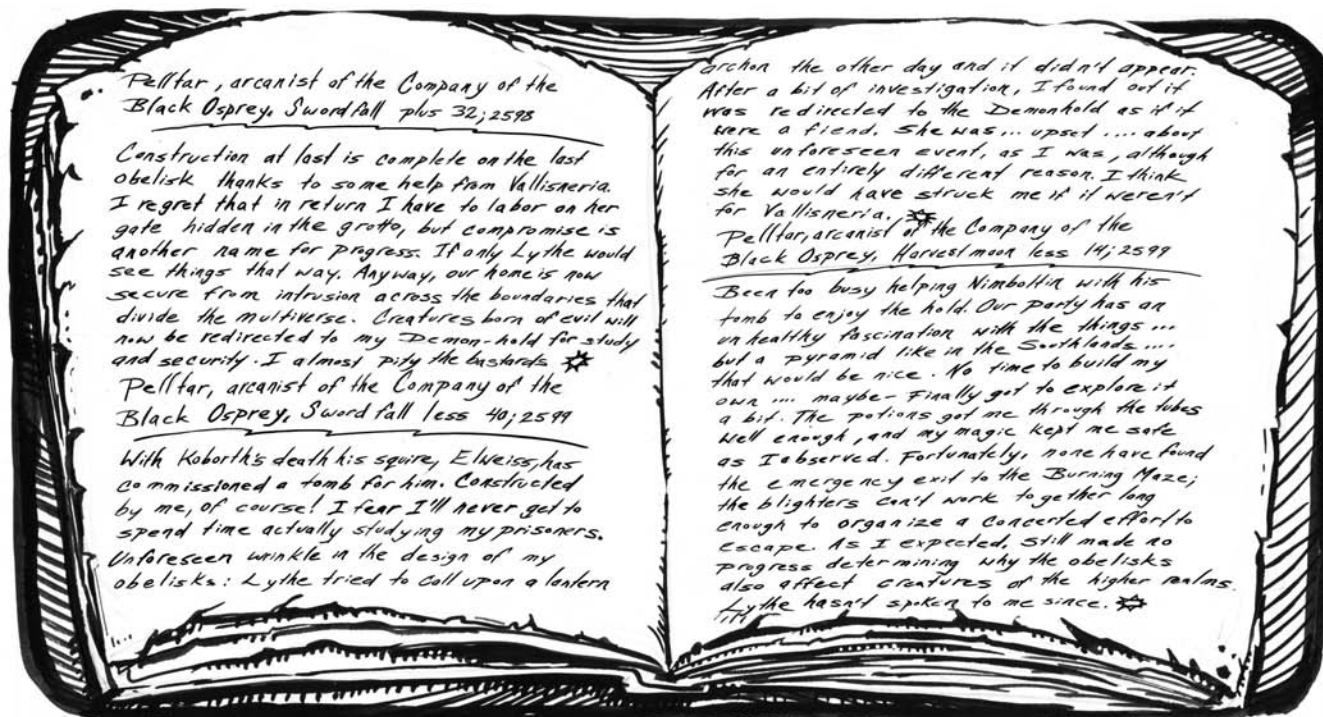 Pelltar, arcanist of the Company of the
Black Osprey, Swordfall plus 32; 2598
Construction at last is complete on the last
obelisk thanks to some help from Vallisneria.
I regret that in return I have to labor on her
gate hidden in the grotto, but compromise is
another name for progress. If only Lythe would
see things that way. Anyway, our home is now
secure from intrusion across the boundaries that
divide the multiverse. Creatures born of evil will
now be redirected to my Demon-hold for study
and security. I almost pity the bastards
Pelltar, arcanist of the Company of the
Black Osprey, Swordfall less 40; 2599
With Koborth's death his squire, Elweiss, has
commissioned a tomb for him. Constructed
by me, of course! I fear I'll never get to
spend time actually studying my prisoners.
Unforeseen wrinkle in the design of my
obelisks: Lythe tried to call upon a lantern
archon the other day and it didn't appear.
After a bit of investigation, I found out it
was redirected to the Demonhold as if it
were a fiend. She was... upset .... about
this unforeseen event, as I was, although
for an entirely different reason. I think
she would have struck me if it weren't
for Vallisneria.
Pelltar, arcanist of the Company of the
Black Osprey, Harvestmoon less 14; 2599
Been too busy helping Nimboltin with his
tomb to enjoy the hold. Our party has an
unhealthy fascination with the things ...
but a pyramid like in the Southlands ....
that would be nice. No time to build my
own .... maybe- Finally got to explore it
a bit. The potions got me through the tubes
well enough, and my magic kept me safe
as I observed. Fortunately, none have found
the emergency exit to the Burning Maze;
the blighters can't work together long
enough to organize a concerted effort to
escape. As I expected. Still made no
progress determining why the obelisks
also affect creatures of the higher realms.
Lythe hasn't spoken to me since.